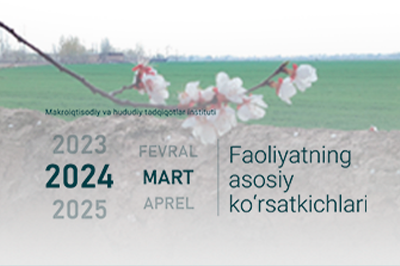 Makroiqtisodiy va hududiy tadqiqotlar instituti
2023
2024
2025
FEVRAL
MART
APREL
Faoliyatning
asosiy
ko‘rsatkichlari